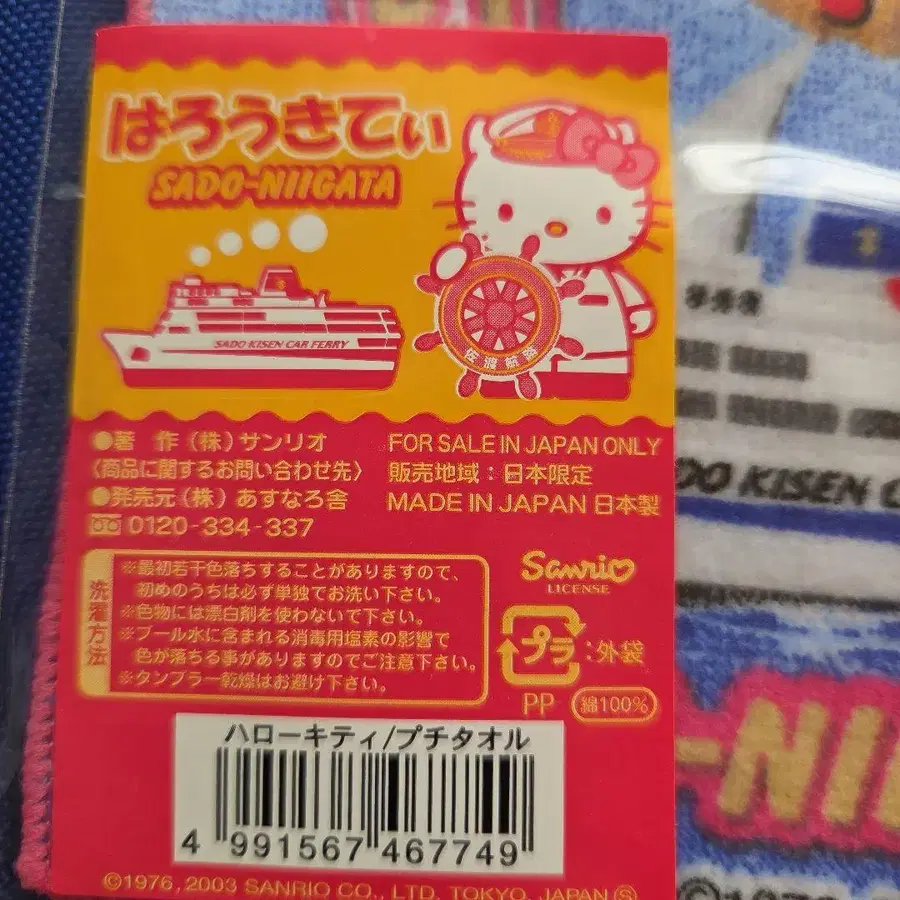 はろうきてぃ
SADO-NIIGATA
SADO KISEN CAR FERRY
佐渡航路
●著 作(株)サンリオ
〈商品に関するお問い合わせ先〉
●発売元(株)あすなろ舎
0120-334-337
FOR SALE IN JAPAN ONLY
販売地域:日本限定
MADE IN JAPAN 日本製
洗濯方法
※最初若干色落ちすることがありますので、
初めのうちは必ず単独でお洗い下さい。
※色物には漂白剤を使わないで下さい。
※プール水に含まれる消毒用塩素の影響で
色が落ちる事がありますのでご注意下さい。
※タンブラー乾燥はお避け下さい。
Sanrio
LICENSE
プラ:外袋
PP 綿100%
ハローキティ/プチタオル
4 991567 467749
©1976, 2003 SANRIO CO., LTD. TOKYO, JAPAN Ⓢ
DO KISEN C
-NII
©1976